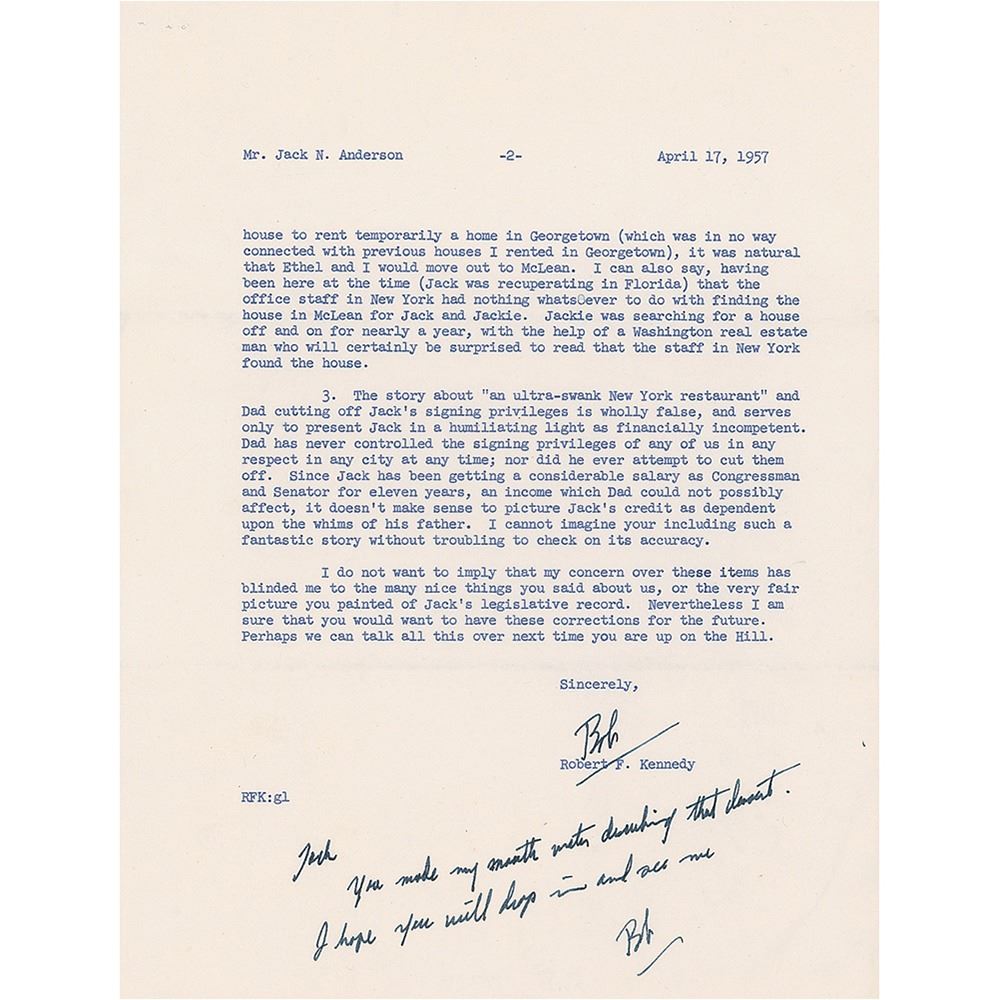 Mr. Jack N. Anderson -2- April 17, 1957
house to rent temporarily a home in Georgetown (which was in no way
connected with previous houses I rented in Georgetown), it was natural
that Ethel and I would move out to McLean. I can also say, having
been here at the time (Jack was recuperating in Florida) that the
office staff in New York had nothing whatsoever to do with finding the
house in McLean for Jack and Jackie. Jackie was searching for a house
off and on for nearly a year, with the help of a Washington real estate
man who will certainly be surprised to read that the staff in New York
found the house.
3. The story about "an ultra-swank New York restaurant" and
Dad cutting off Jack's signing privileges is wholly false, and serves
only to present Jack in a humiliating light as financially incompetent.
Dad has never controlled the signing privileges of any of us in any
respect in any city at any time; nor did he ever attempt to cut them
off. Since Jack has been getting a considerable salary as Congressman
and Senator for eleven years, an income which Dad could not possibly
affect, it doesn't make sense to picture Jack's credit as dependent
upon the whims of his father. I cannot imagine your including such a
fantastic story without troubling to check on its accuracy.
I do not want to imply that my concern over these items has
blinded me to the many nice things you said about us, or the very fair
picture you painted of Jack's legislative record. Nevertheless I am
sure that you would want to have these corrections for the future.
Perhaps we can talk all this over next time you are up on the Hill.
Sincerely,
Bob
Robert F. Kennedy
RFK:gl
Jack
You made my mouth water describing that dessert.
I hope you will drop in and see me
Bob